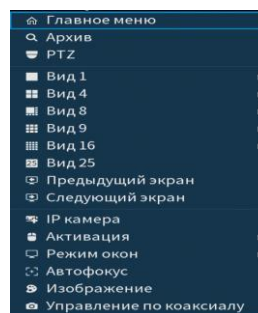 Главное меню
Архив
PTZ
Вид 1
Вид 4
Вид 8
Вид 9
Вид 16
Вид 25
Предыдущий экран
Следующий экран
IP камера
Активация
Режим окон
Автофокус
Изображение
Управление по коаксиалу